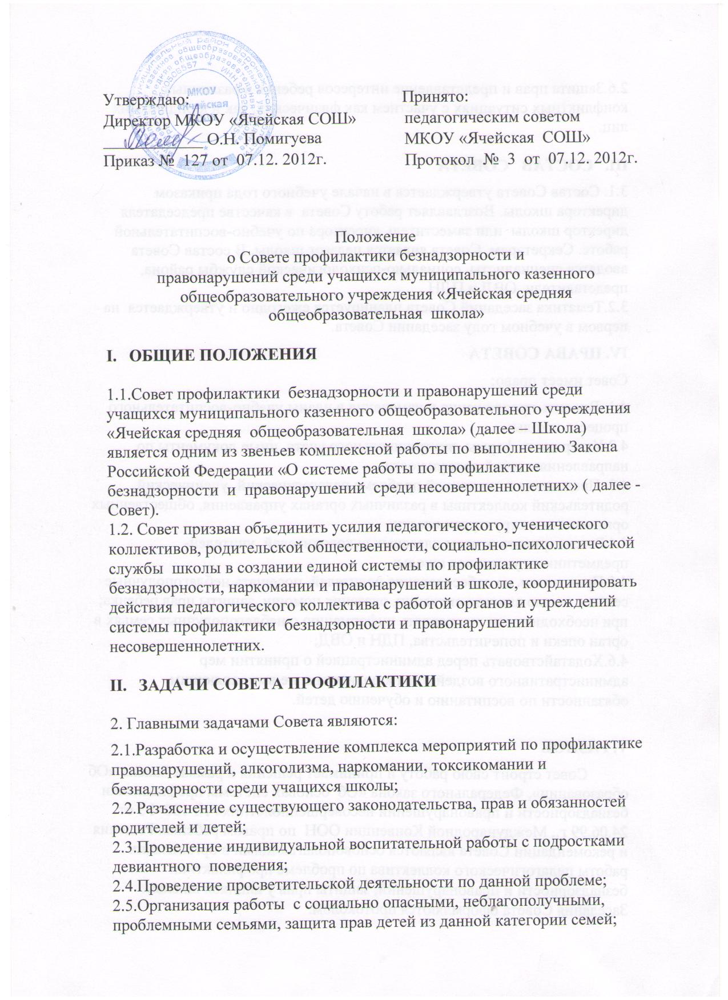 Утверждаю:
Директор МКОУ «Ячейская СОШ»
____________ О.Н. Помигуева
Приказ № 127 от 07.12. 2012г.
Принято:
педагогическим советом
МКОУ «Ячейская СОШ»
Протокол № 3 от 07.12. 2012г.
МКОУ
«Ячейская
Положение
о Совете профилактики безнадзорности и
правонарушений среди учащихся муниципального казенного
общеобразовательного учреждения «Ячейская средняя
общеобразовательная школа»
I. ОБЩИЕ ПОЛОЖЕНИЯ
1.1.Совет профилактики безнадзорности и правонарушений среди
учащихся муниципального казенного общеобразовательного учреждения
«Ячейская средняя общеобразовательная школа» (далее – Школа)
является одним из звеньев комплексной работы по выполнению Закона
Российской Федерации «О системе работы по профилактике
безнадзорности и правонарушений среди несовершеннолетних» ( далее -
Совет).
1.2. Совет призван объединить усилия педагогического, ученического
коллективов, родительской общественности, социально-психологической
службы школы в создании единой системы по профилактике
безнадзорности, наркомании и правонарушений в школе, координировать
действия педагогического коллектива с работой органов и учреждений
системы профилактики безнадзорности и правонарушений
несовершеннолетних.
II. ЗАДАЧИ СОВЕТА ПРОФИЛАКТИКИ
2. Главными задачами Совета являются:
2.1.Разработка и осуществление комплекса мероприятий по профилактике
правонарушений, алкоголизма, наркомании, токсикомании и
безнадзорности среди учащихся школы;
2.2.Разъяснение существующего законодательства, прав и обязанностей
родителей и детей;
2.3.Проведение индивидуальной воспитательной работы с подростками
девиантного поведения;
2.4.Проведение просветительской деятельности по данной проблеме;
2.5.Организация работы с социально опасными, неблагополучными,
проблемными семьями, защита прав детей из данной категории семей;